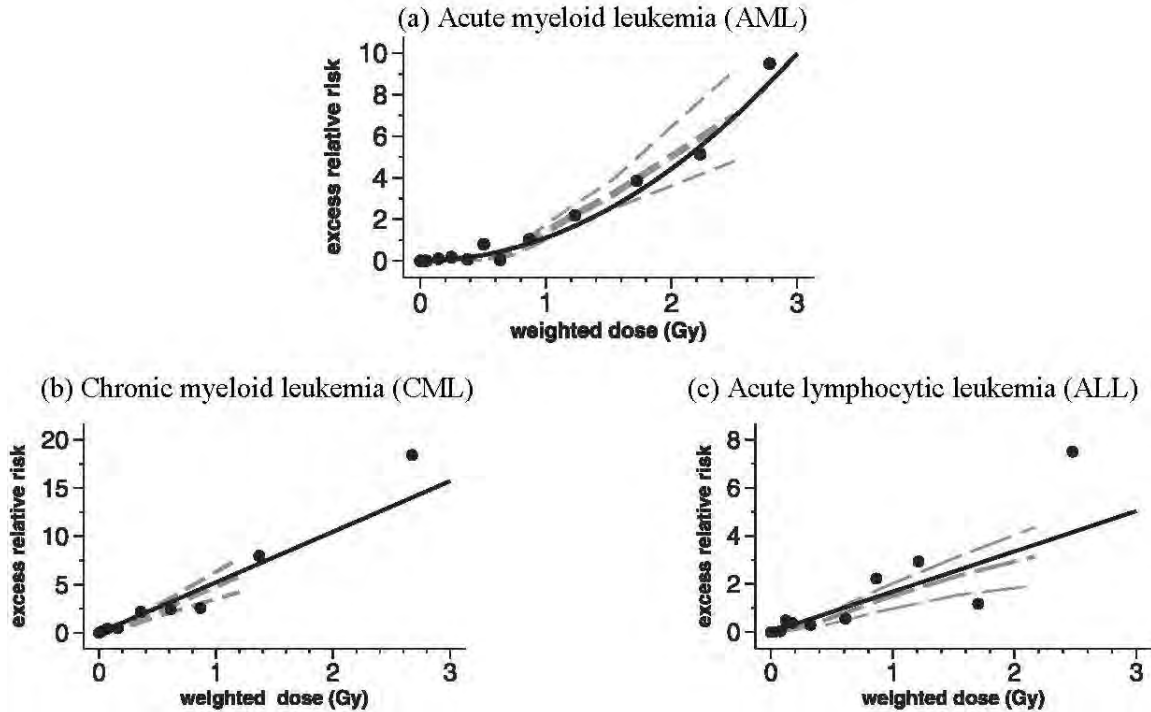 (a) Acute myeloid leukemia (AML)
excess relative risk
10
8
6
4
2
0
0 1 2 3
weighted dose (Gy)
(b) Chronic myeloid leukemia (CML)
excess relative risk
20
15
10
5
0
0 1 2 3
weighted dose (Gy)
(c) Acute lymphocytic leukemia (ALL)
excess relative risk
8
6
4
2
0
0 1 2 3
weighted dose (Gy)